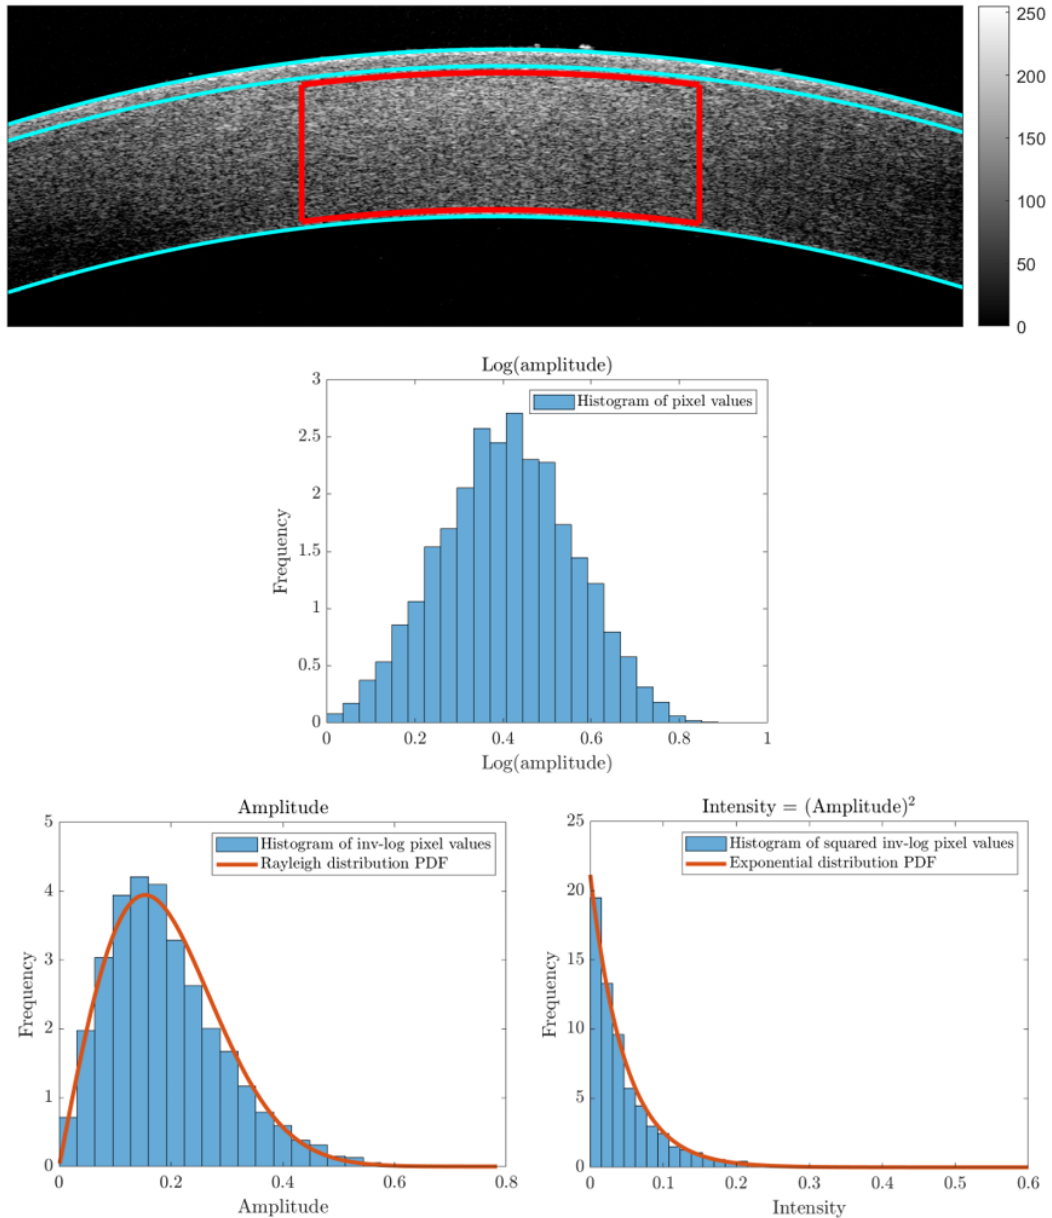 250
200
150
100
50
0
Log(amplitude)
Histogram of pixel values
3
2.5
2
1.5
1
0.5
0
Frequency
0 0.2 0.4 0.6 0.8 1
Log(amplitude)
Amplitude
Histogram of inv-log pixel values
Rayleigh distribution PDF
5
4
3
2
1
0
Frequency
0 0.2 0.4 0.6 0.8
Amplitude
Intensity = (Amplitude)²
Histogram of squared inv-log pixel values
Exponential distribution PDF
25
20
15
10
5
0
Frequency
0 0.1 0.2 0.3 0.4 0.5 0.6
Intensity